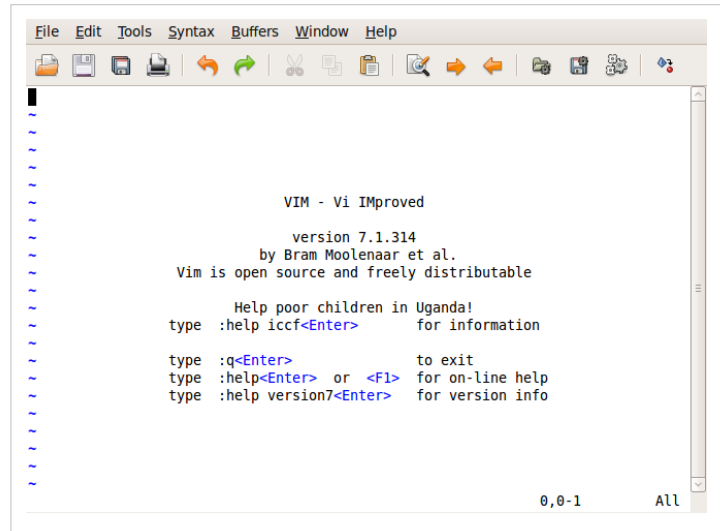 File Edit Tools Syntax Buffers Window Help
~
~
~
~
~
~ VIM - Vi IMproved
~
~ version 7.1.314
~ by Bram Moolenaar et al.
~ Vim is open source and freely distributable
~
~ Help poor children in Uganda!
~ type :help iccf<Enter> for information
~
~ type :q<Enter> to exit
~ type :help<Enter> or <F1> for on-line help
~ type :help version7<Enter> for version info
~
~
~
~
~
0,0-1 All